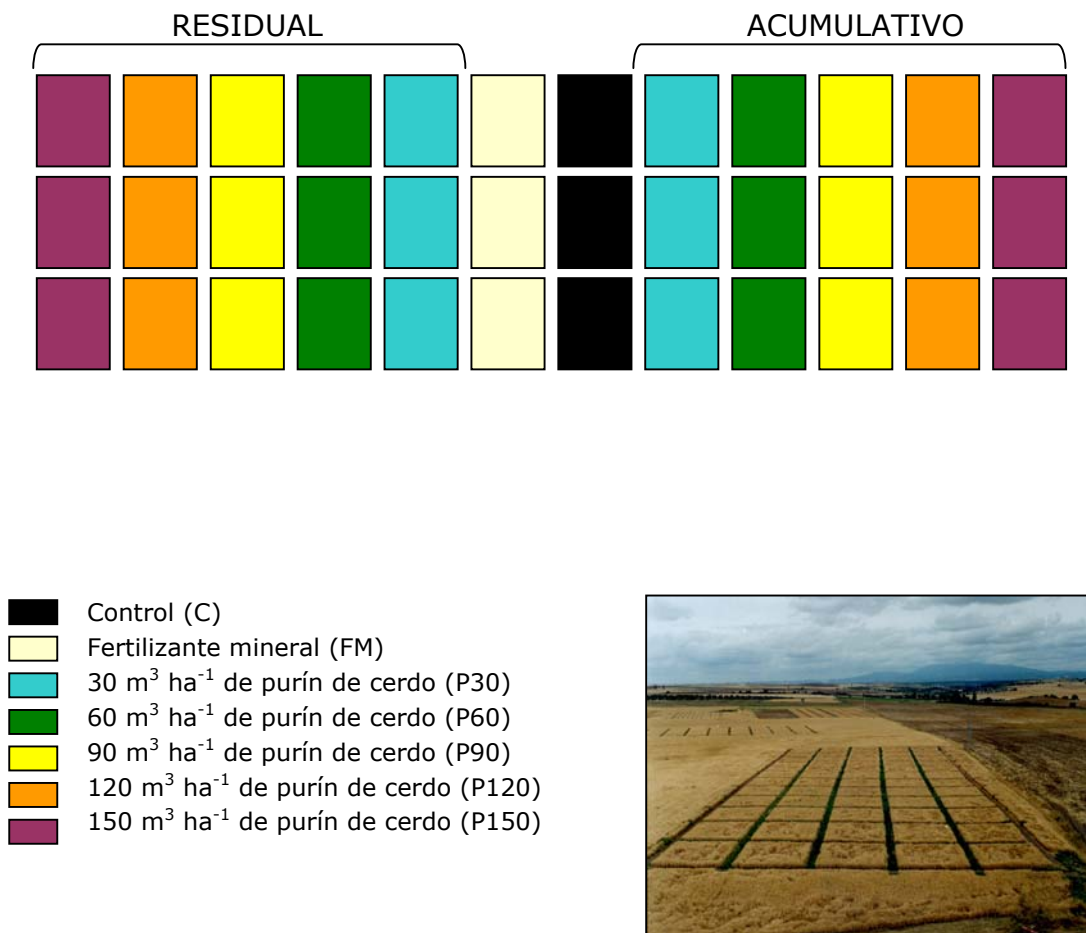 RESIDUAL
ACUMULATIVO
Control (C)
Fertilizante mineral (FM)
30 m³ ha⁻¹ de purín de cerdo (P30)
60 m³ ha⁻¹ de purín de cerdo (P60)
90 m³ ha⁻¹ de purín de cerdo (P90)
120 m³ ha⁻¹ de purín de cerdo (P120)
150 m³ ha⁻¹ de purín de cerdo (P150)